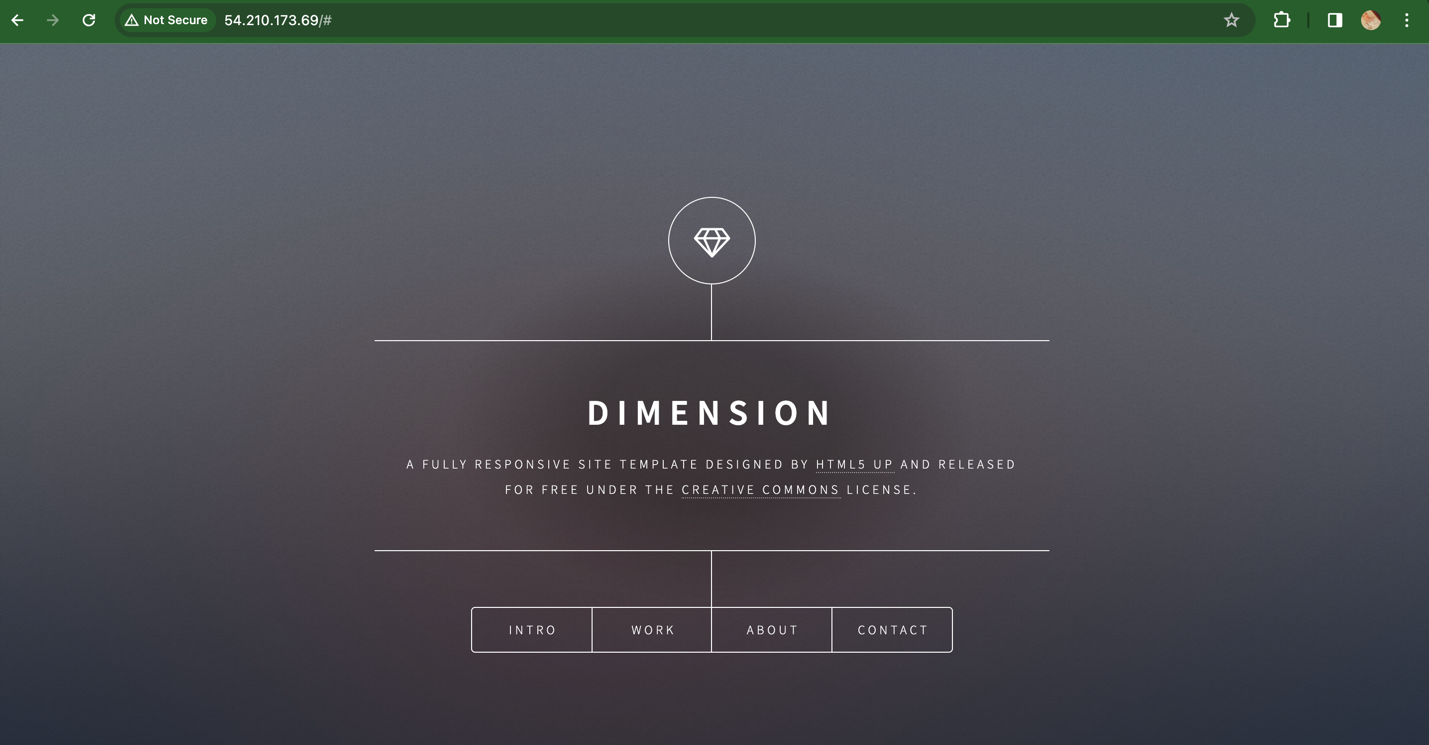 Not Secure 54.210.173.69/#
DIMENSION
A FULLY RESPONSIVE SITE TEMPLATE DESIGNED BY HTML5 UP AND RELEASED
FOR FREE UNDER THE CREATIVE COMMONS LICENSE.
INTRO WORK ABOUT CONTACT